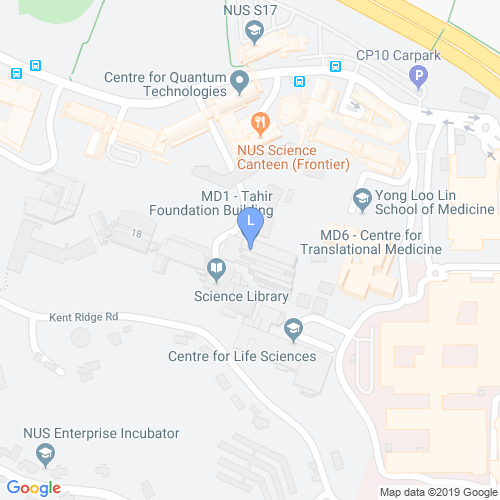 NUS S17
CP10 Carpark
P
Centre for Quantum
Technologies
NUS Science
Canteen (Frontier)
MD1 - Tahir
Foundation Building
Yong Loo Lin
School of Medicine
L
18
MD6 - Centre for
Translational Medicine
Science Library
Kent Ridge Rd
Centre for Life Sciences
NUS Enterprise Incubator
Google
Map data ©2019 Google